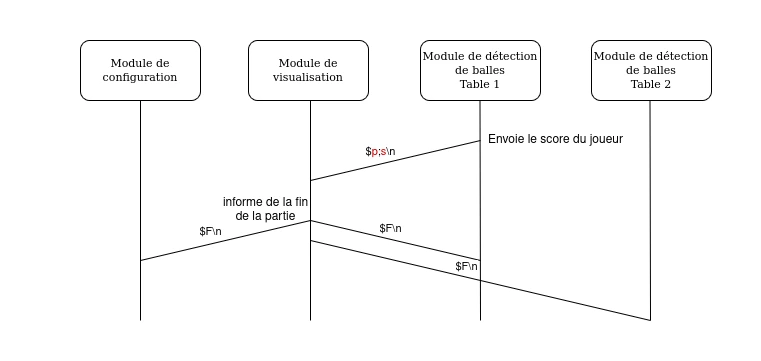 Module de
configuration
Module de
visualisation
Module de détection
de balles
Table 1
Module de détection
de balles
Table 2
Envoie le score du joueur
$p;s\n
informe de la fin
de la partie
$F\n
$F\n
$F\n